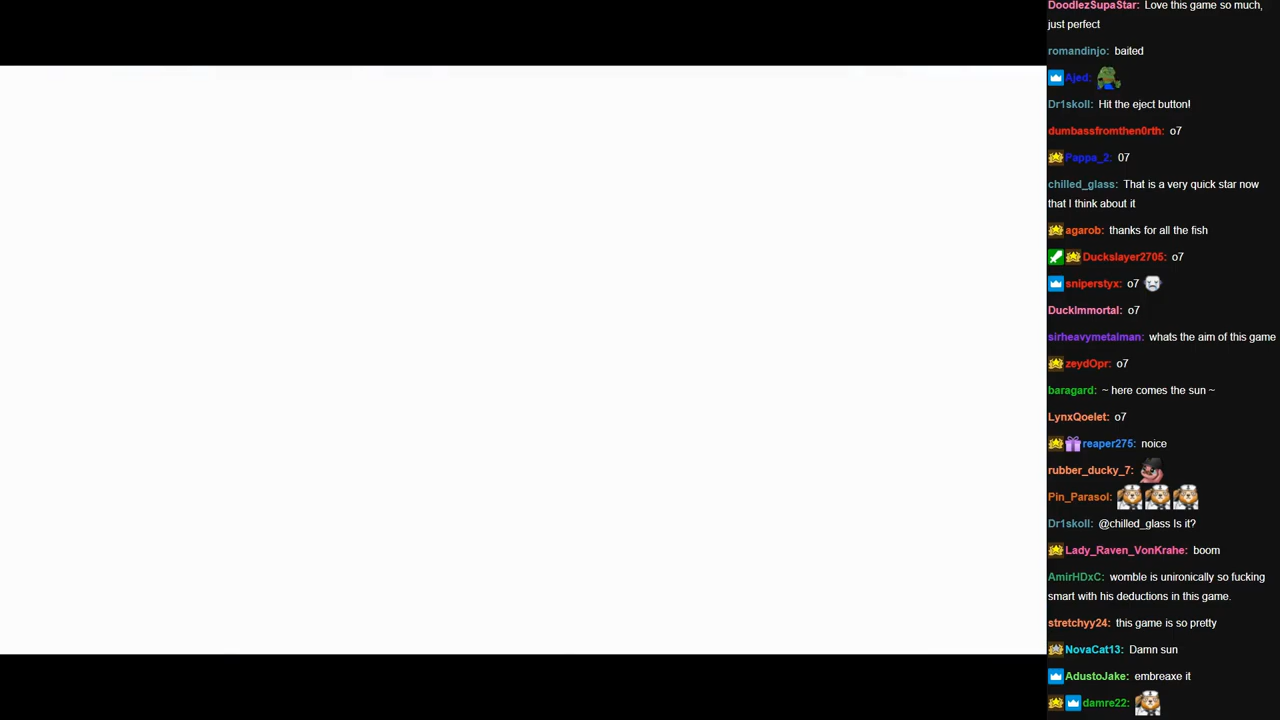 DoodlezSupaStar: Love this game so much,
just perfect
romandinjo: baited
Ajed:
Dr1skoll: Hit the eject button!
dumbassfromthen0rth: o7
Pappa_2: 07
chilled_glass: That is a very quick star now
that I think about it
agarob: thanks for all the fish
Duckslayer2705: o7
sniperstyx: o7
DuckImmortal: o7
sirheavymetalman: whats the aim of this game
zeydOpr: o7
baragard: ~ here comes the sun ~
LynxQoelet: o7
reaper275: noice
rubber_ducky_7:
Pin_Parasol:
Dr1skoll: @chilled_glass Is it?
Lady_Raven_VonKrahe: boom
AmirHDxC: womble is unironically so fucking
smart with his deductions in this game.
stretchyy24: this game is so pretty
NovaCat13: Damn sun
AdustoJake: embreaxe it
damre22: